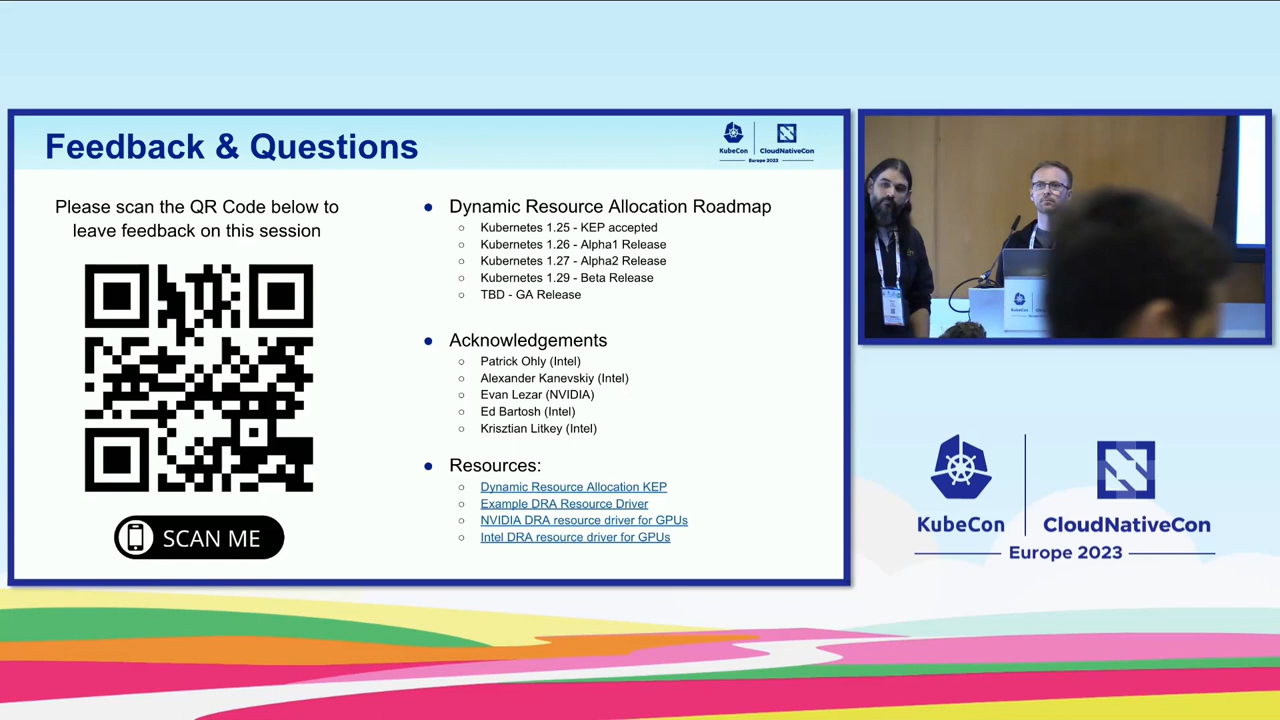 Feedback & Questions
KubeCon
CloudNativeCon
Europe 2023
Please scan the QR Code below to
leave feedback on this session
SCAN ME
Dynamic Resource Allocation Roadmap
Kubernetes 1.25 - KEP accepted
Kubernetes 1.26 - Alpha1 Release
Kubernetes 1.27 - Alpha2 Release
Kubernetes 1.29 - Beta Release
TBD - GA Release
Acknowledgements
Patrick Ohly (Intel)
Alexander Kanevskiy (Intel)
Evan Lezar (NVIDIA)
Ed Bartosh (Intel)
Krisztian Litkey (Intel)
Resources:
Dynamic Resource Allocation KEP
Example DRA Resource Driver
NVIDIA DRA resource driver for GPUs
Intel DRA resource driver for GPUs
KubeCon
CloudNativeCon
Europe 2023